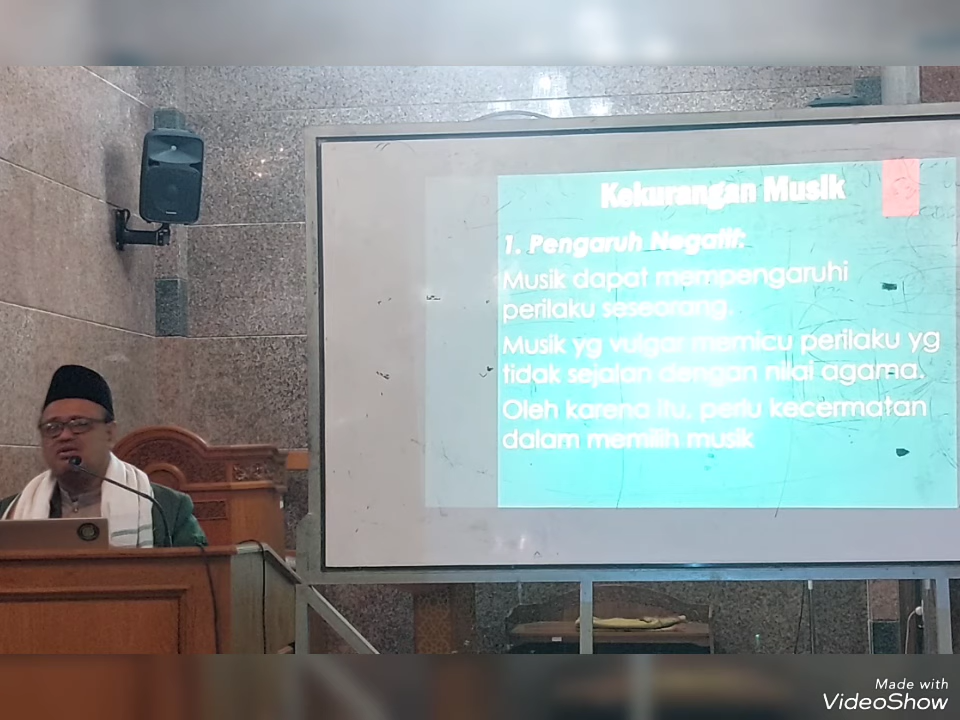 Kekurangan Musik
1. Pengaruh Negatif:
Musik dapat mempengaruhi
perilaku seseorang.
Musik yg vulgar memicu perilaku yg
tidak sejalan dengan nilai agama.
Oleh karena itu, perlu kecermatan
dalam memilih musik
Made with
VideoShow